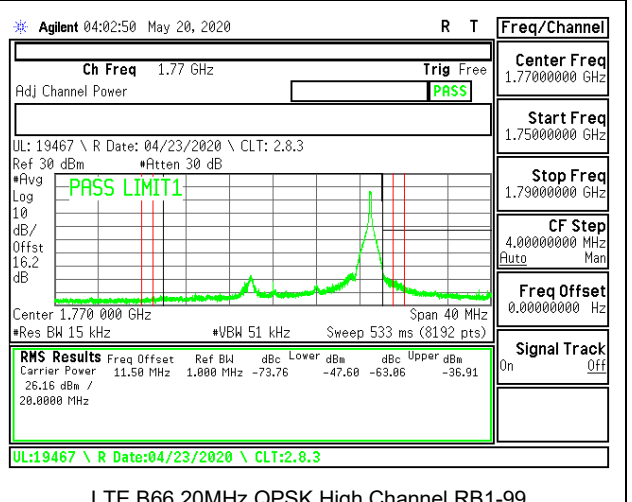 Agilent 04:02:50 May 20, 2020 R T
Freq/Channel
Ch Freq 1.77 GHz Trig Free
Adj Channel Power PASS
UL: 19467 \ R Date: 04/23/2020 \ CLT: 2.8.3
Ref 30 dBm #Atten 30 dB
#Avg
Log
10
dB/
Offst
16.2
dB
PASS LIMIT1
Center 1.770 000 GHz Span 40 MHz
#Res BW 15 kHz #VBW 51 kHz Sweep 533 ms (8192 pts)
RMS Results Freq Offset Ref BW dBc Lower dBm dBc Upper dBm
Carrier Power 11.50 MHz 1.000 MHz -73.76 -47.60 -63.06 -36.91
26.16 dBm /
20.0000 MHz
UL:19467 \ R Date:04/23/2020 \ CLT:2.8.3
Center Freq
1.77000000 GHz
Start Freq
1.75000000 GHz
Stop Freq
1.79000000 GHz
CF Step
4.00000000 MHz
Auto Man
Freq Offset
0.00000000 Hz
Signal Track
On Off
LTE B66 20MHz QPSK High Channel RB1-99